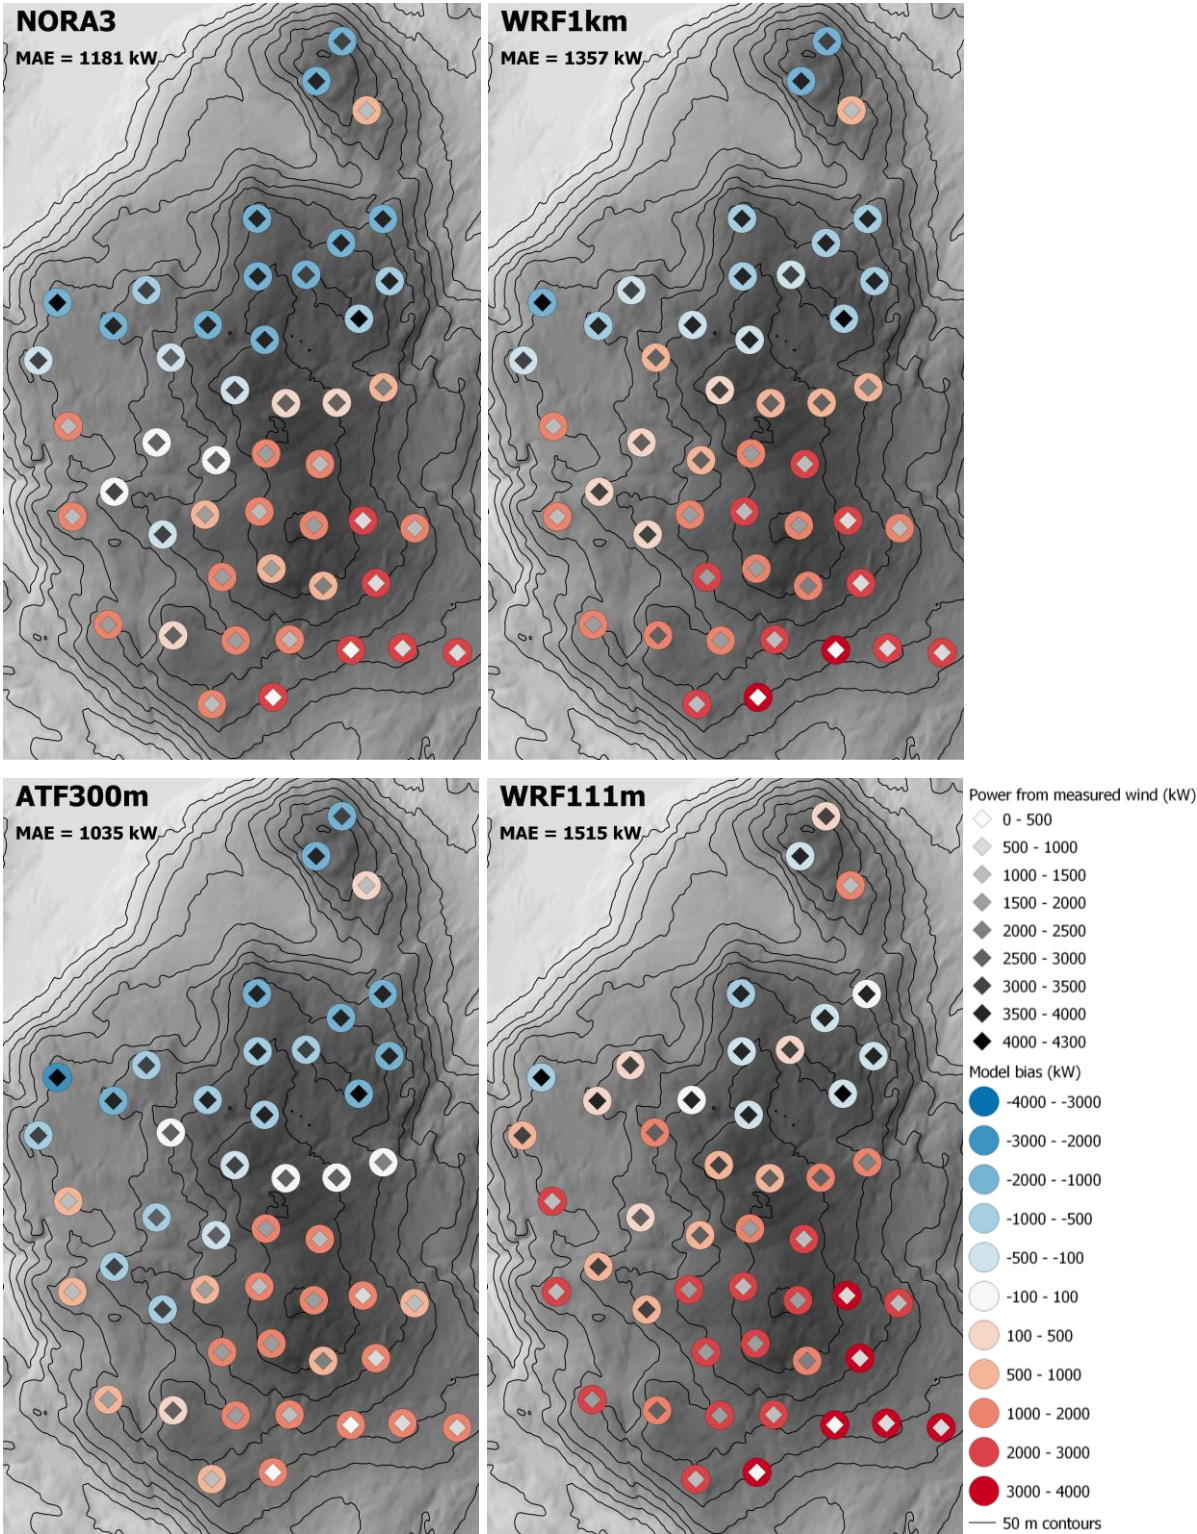 NORA3
MAE = 1181 kW
WRF1km
MAE = 1357 kW
ATF300m
MAE = 1035 kW
WRF111m
MAE = 1515 kW
Power from measured wind (kW)
0 - 500
500 - 1000
1000 - 1500
1500 - 2000
2000 - 2500
2500 - 3000
3000 - 3500
3500 - 4000
4000 - 4300
Model bias (kW)
-4000 - -3000
-3000 - -2000
-2000 - -1000
-1000 - -500
-500 - -100
-100 - 100
100 - 500
500 - 1000
1000 - 2000
2000 - 3000
3000 - 4000
50 m contours